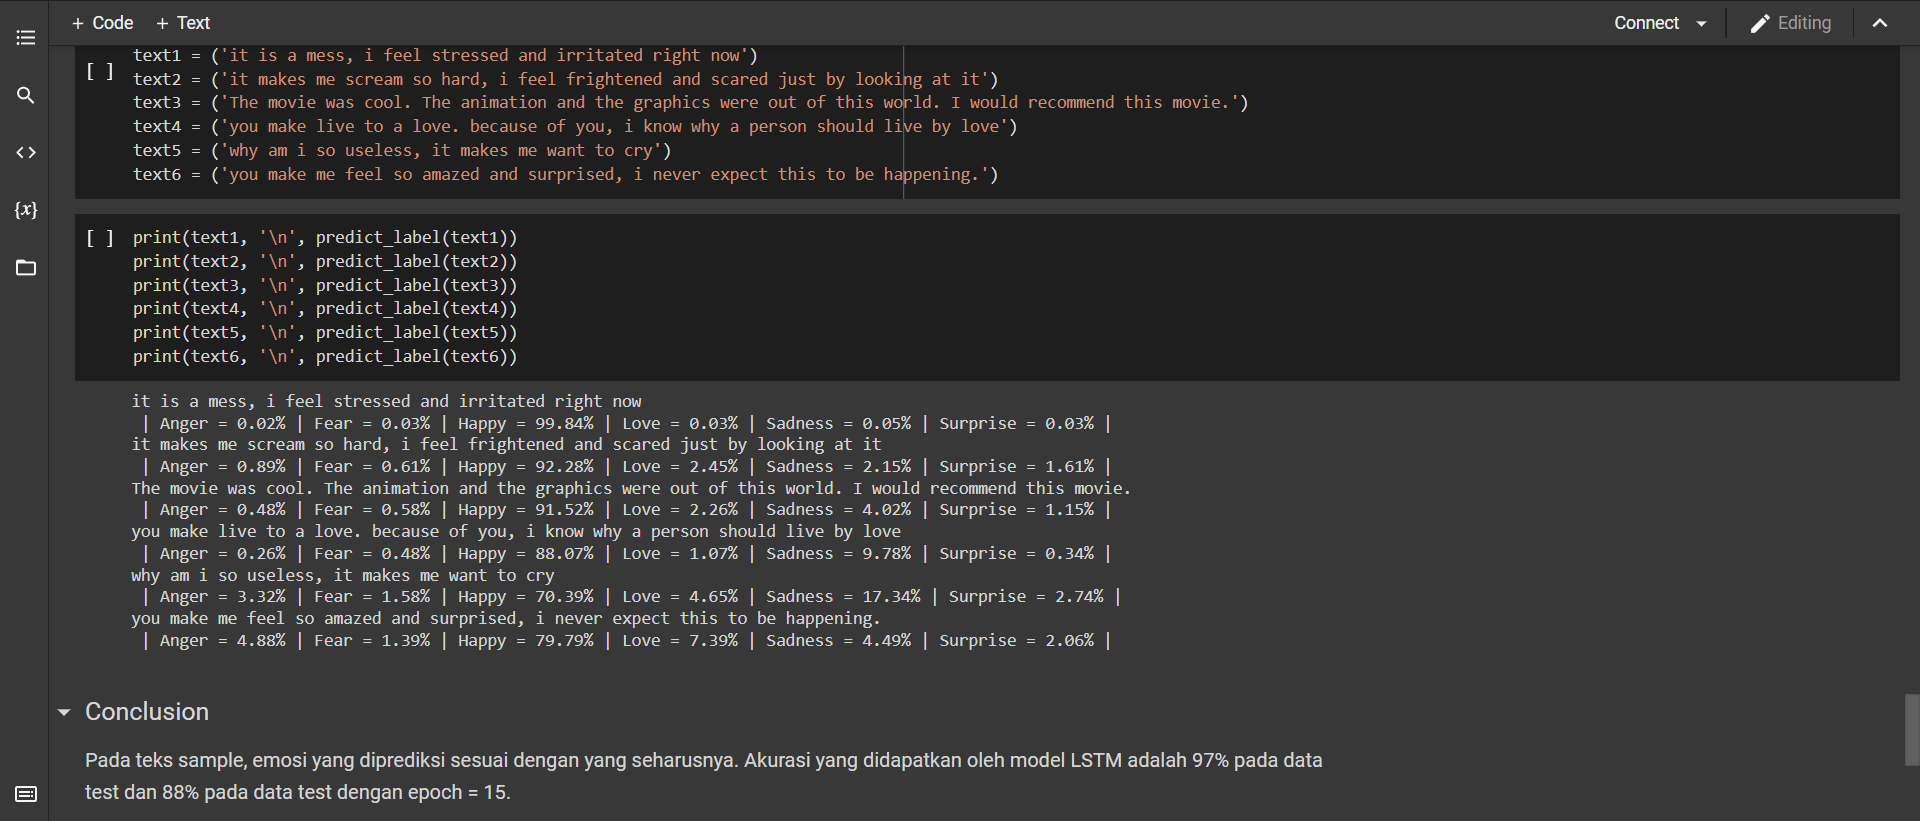 + Code + Text Connect Editing
text1 = ('it is a mess, i feel stressed and irritated right now')
[ ] text2 = ('it makes me scream so hard, i feel frightened and scared just by looking at it')
text3 = ('The movie was cool. The animation and the graphics were out of this world. I would recommend this movie.')
text4 = ('you make live to a love. because of you, i know why a person should live by love')
text5 = ('why am i so useless, it makes me want to cry')
text6 = ('you make me feel so amazed and surprised, i never expect this to be happening.')
{x}
[ ] print(text1, '\n', predict_label(text1))
print(text2, '\n', predict_label(text2))
print(text3, '\n', predict_label(text3))
print(text4, '\n', predict_label(text4))
print(text5, '\n', predict_label(text5))
print(text6, '\n', predict_label(text6))
it is a mess, i feel stressed and irritated right now
| Anger = 0.02% | Fear = 0.03% | Happy = 99.84% | Love = 0.03% | Sadness = 0.05% | Surprise = 0.03% |
it makes me scream so hard, i feel frightened and scared just by looking at it
| Anger = 0.89% | Fear = 0.61% | Happy = 92.28% | Love = 2.45% | Sadness = 2.15% | Surprise = 1.61% |
The movie was cool. The animation and the graphics were out of this world. I would recommend this movie.
| Anger = 0.48% | Fear = 0.58% | Happy = 91.52% | Love = 2.26% | Sadness = 4.02% | Surprise = 1.15% |
you make live to a love. because of you, i know why a person should live by love
| Anger = 0.26% | Fear = 0.48% | Happy = 88.07% | Love = 1.07% | Sadness = 9.78% | Surprise = 0.34% |
why am i so useless, it makes me want to cry
| Anger = 3.32% | Fear = 1.58% | Happy = 70.39% | Love = 4.65% | Sadness = 17.34% | Surprise = 2.74% |
you make me feel so amazed and surprised, i never expect this to be happening.
| Anger = 4.88% | Fear = 1.39% | Happy = 79.79% | Love = 7.39% | Sadness = 4.49% | Surprise = 2.06% |
Conclusion
Pada teks sample, emosi yang diprediksi sesuai dengan yang seharusnya. Akurasi yang didapatkan oleh model LSTM adalah 97% pada data
test dan 88% pada data test dengan epoch = 15.